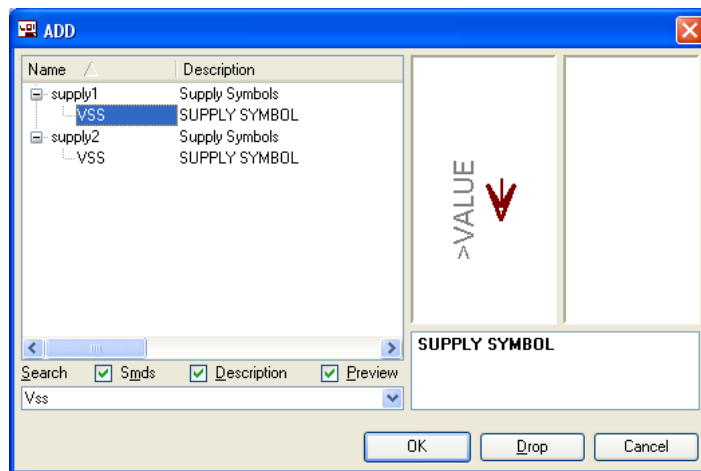 ADD
Name Description
supply1 Supply Symbols
VSS SUPPLY SYMBOL
supply2 Supply Symbols
VSS SUPPLY SYMBOL
>VALUE
SUPPLY SYMBOL
Search Smds Description Preview
Vss
OK Drop Cancel